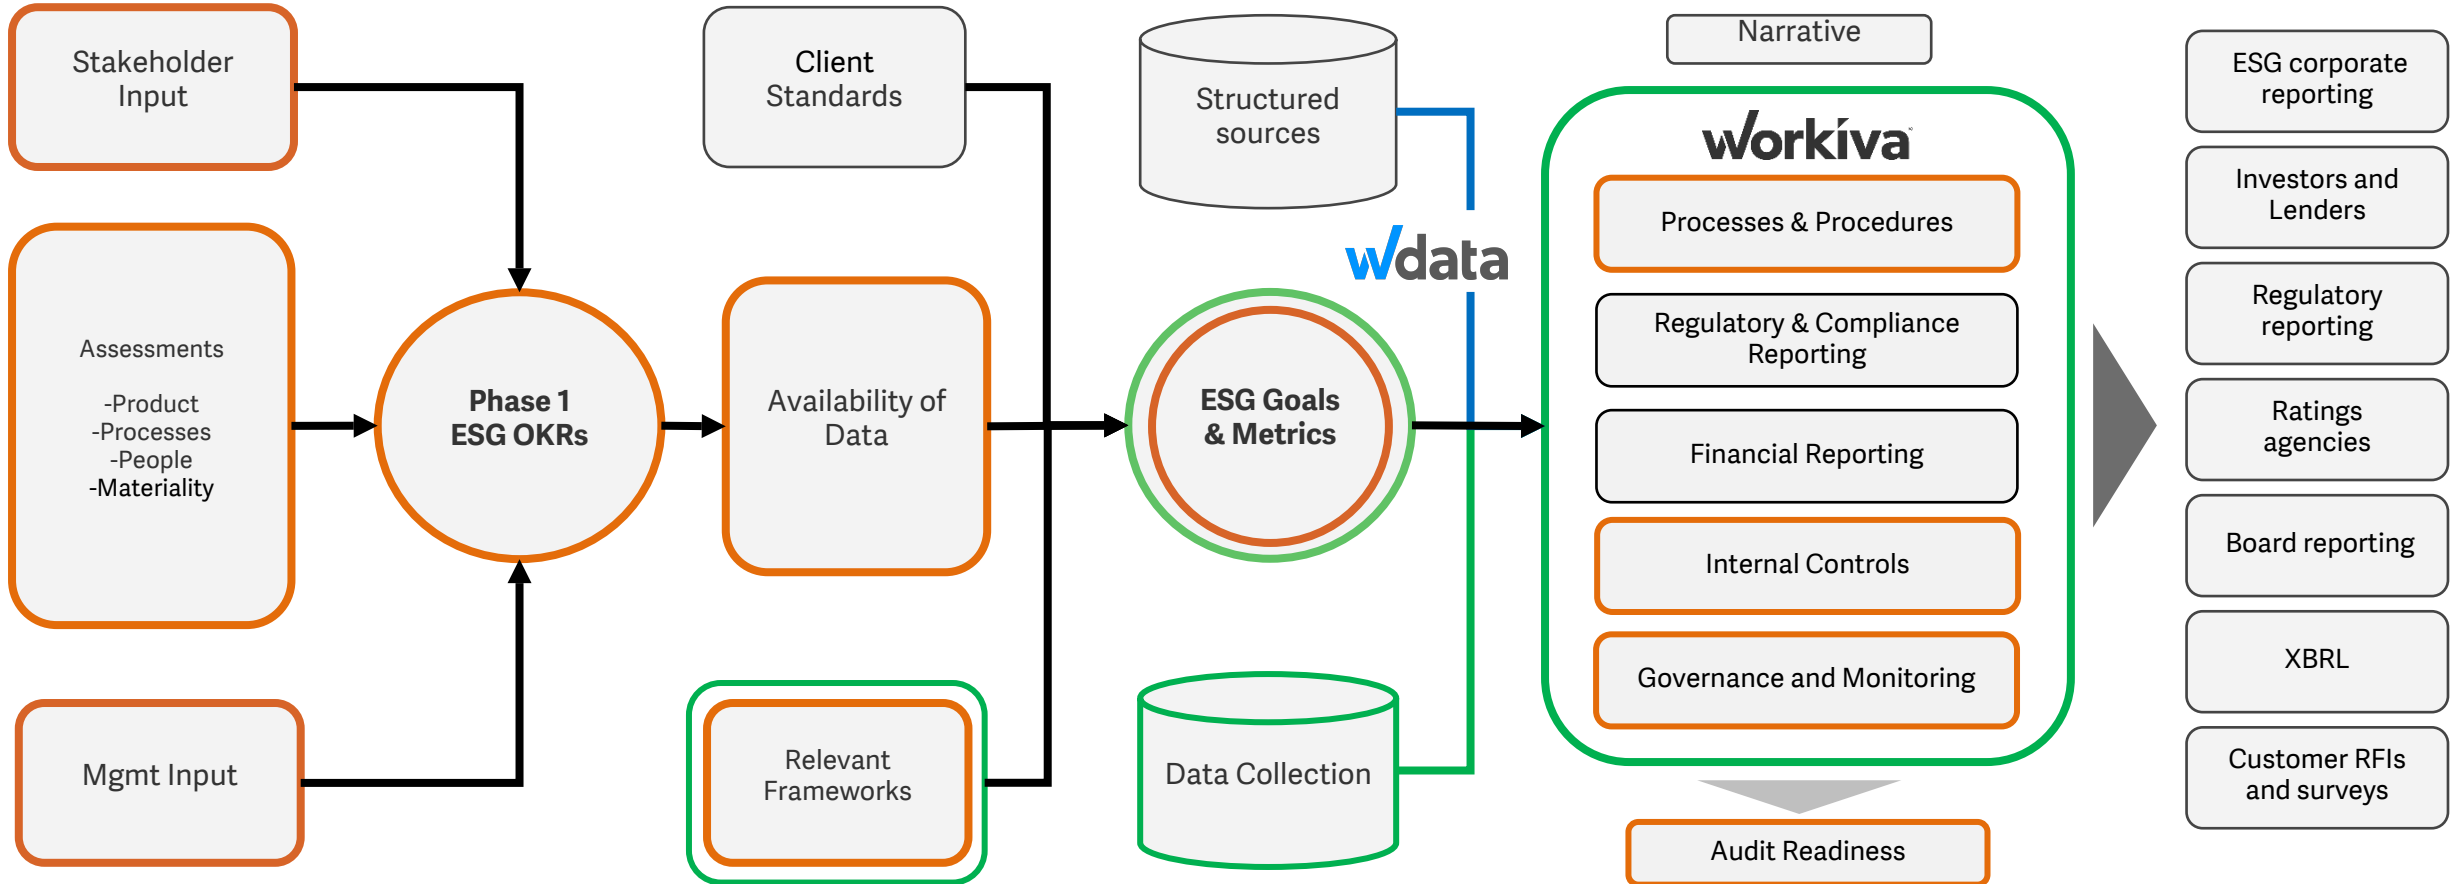 Stakeholder
Input
Assessments
-Product
-Processes
-People
-Materiality
Mgmt Input
Phase 1
ESG OKRs
Client
Standards
Availability of
Data
Relevant
Frameworks
Structured
sources
wdata
ESG Goals
& Metrics
Data Collection
Narrative
workiva
Processes & Procedures
Regulatory & Compliance
Reporting
Financial Reporting
Internal Controls
Governance and Monitoring
Audit Readiness
ESG corporate
reporting
Investors and
Lenders
Regulatory
reporting
Ratings
agencies
Board reporting
XBRL
Customer RFIs
and surveys